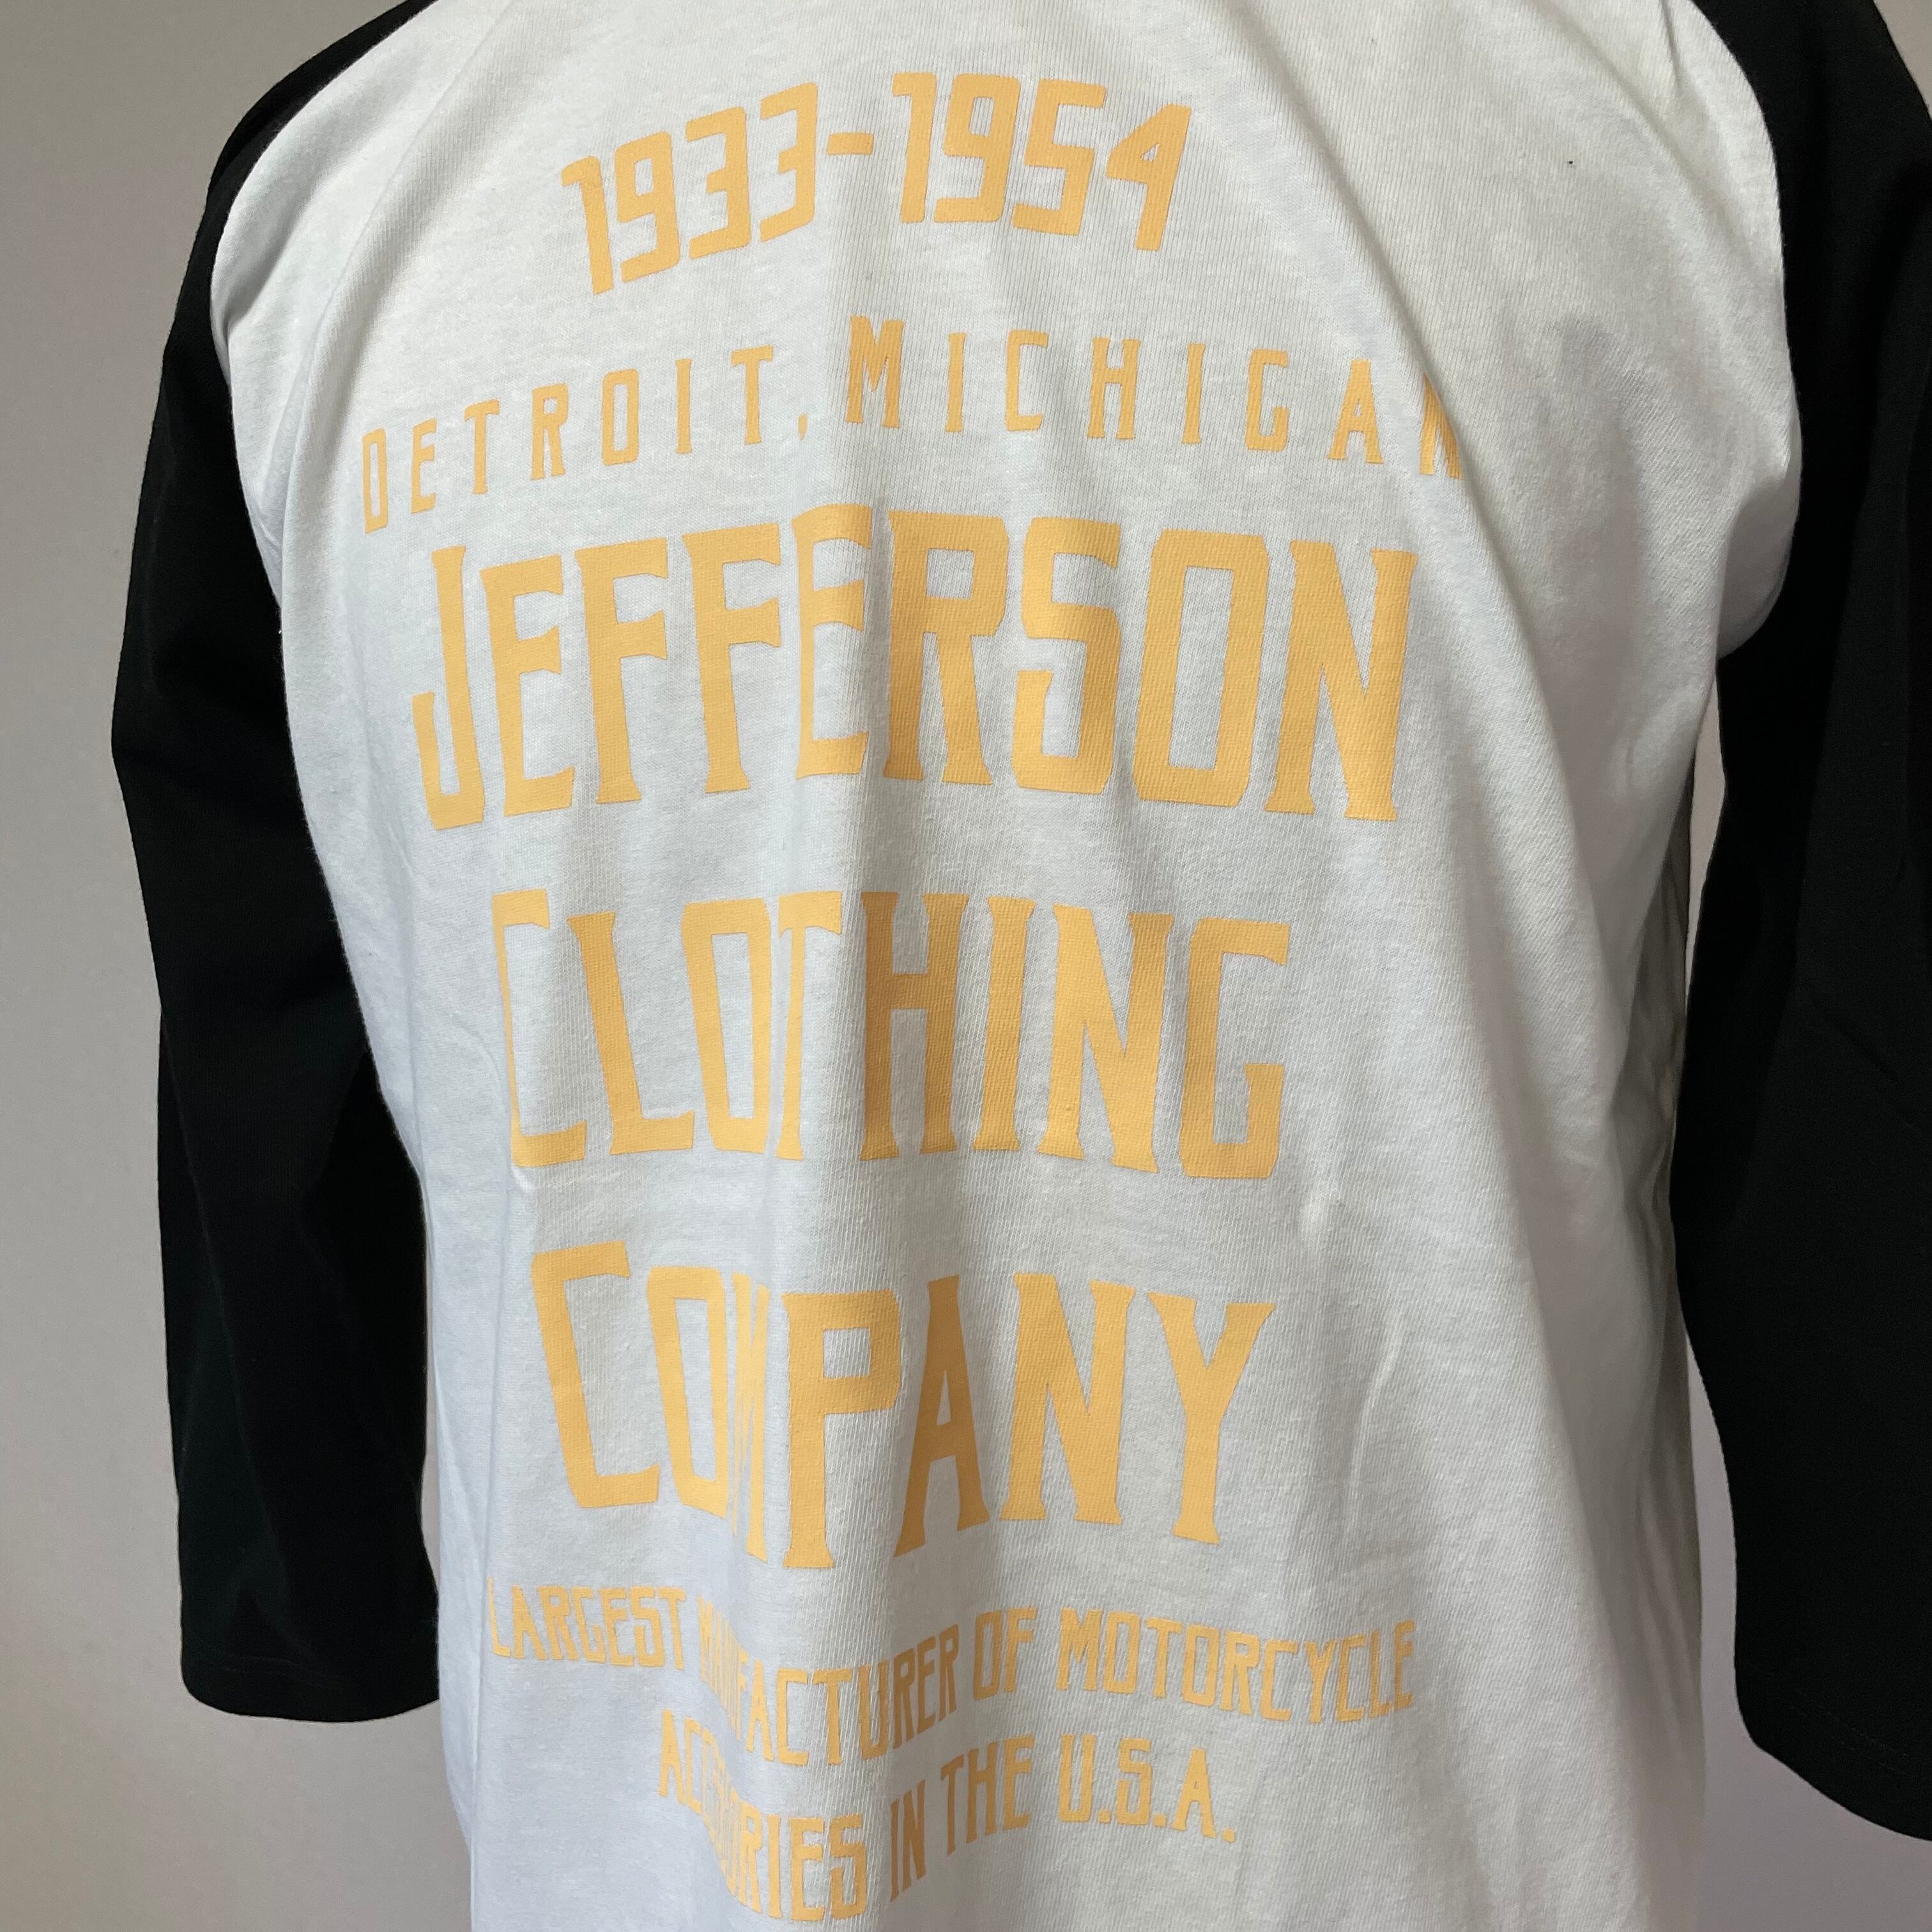 1933-1954
DETROIT, MICHIGAN
JEFFERSON
CLOTHING
COMPANY
LARGEST MANUFACTURER OF MOTORCYCLE
ACCESSORIES IN THE U.S.A.